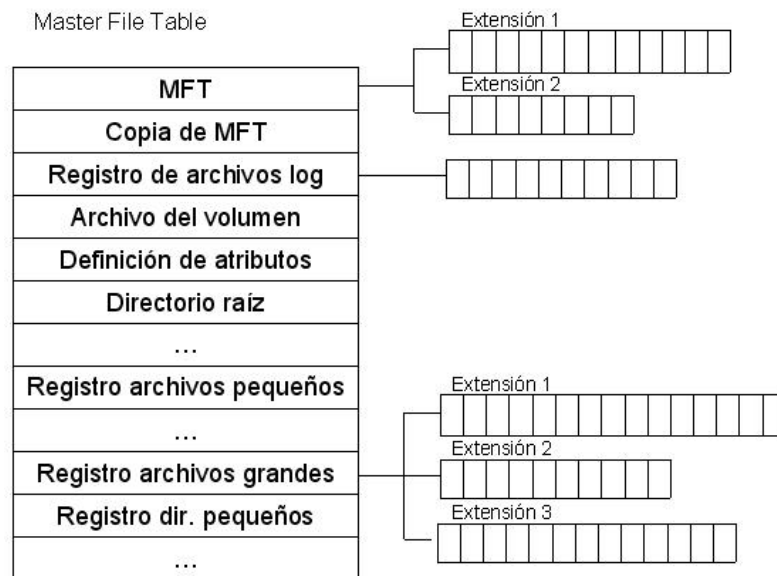 Master File Table
MFT
Copia de MFT
Registro de archivos log
Archivo del volumen
Definición de atributos
Directorio raíz
...
Registro archivos pequeños
...
Registro archivos grandes
Registro dir. pequeños
...
Extensión 1
Extensión 2
Extensión 1
Extensión 2
Extensión 3